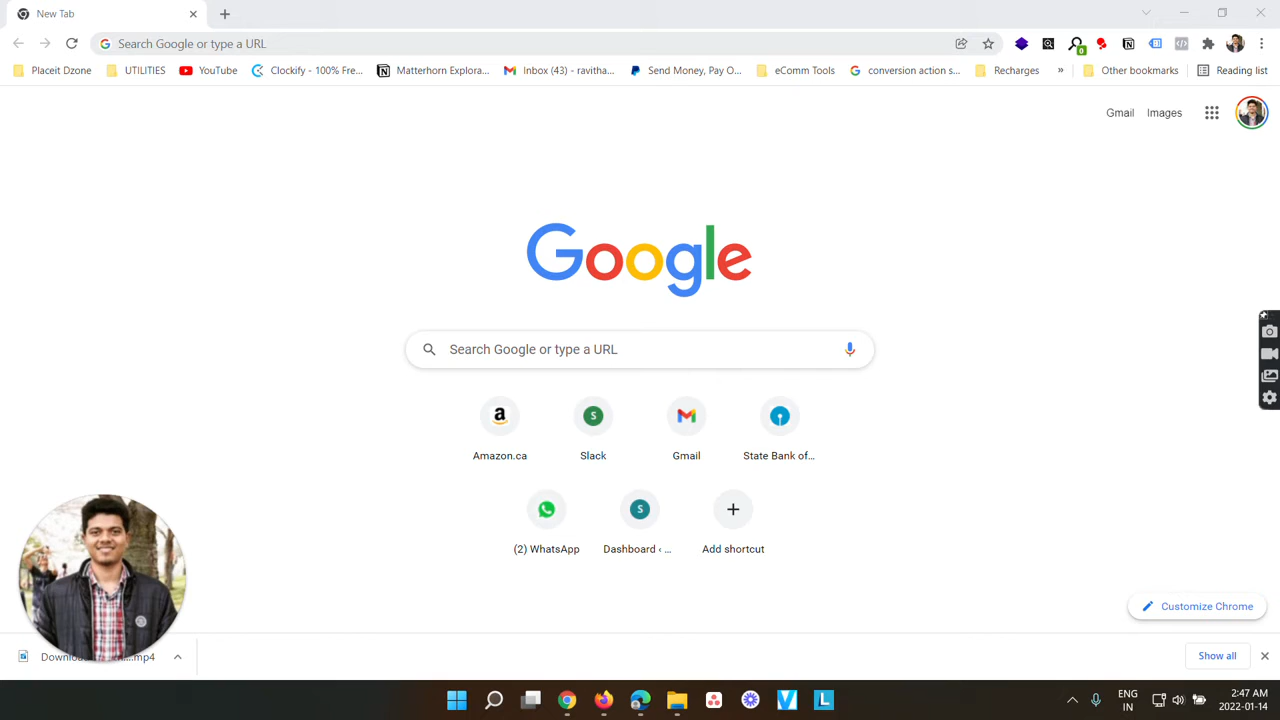 New Tab
Search Google or type a URL
0
Placeit Dzone
UTILITIES
YouTube
Clockify - 100% Fre...
Matterhorn Explora...
Inbox (43) - ravitha...
Send Money, Pay O...
eComm Tools
conversion action s...
Recharges
»
Other bookmarks
Reading list
Gmail
Images
Google
Search Google or type a URL
Amazon.ca
Slack
Gmail
State Bank of...
(2) WhatsApp
Dashboard ‹ ...
Add shortcut
Customize Chrome
Show all
ENG
IN
2:47 AM
2022-01-14